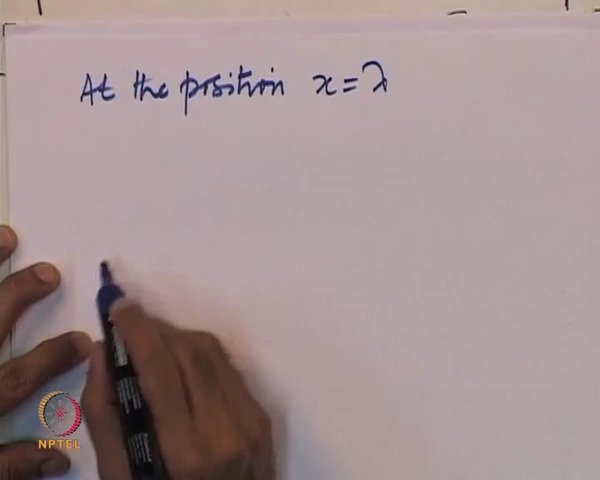 At the position x = λ
NPTEL